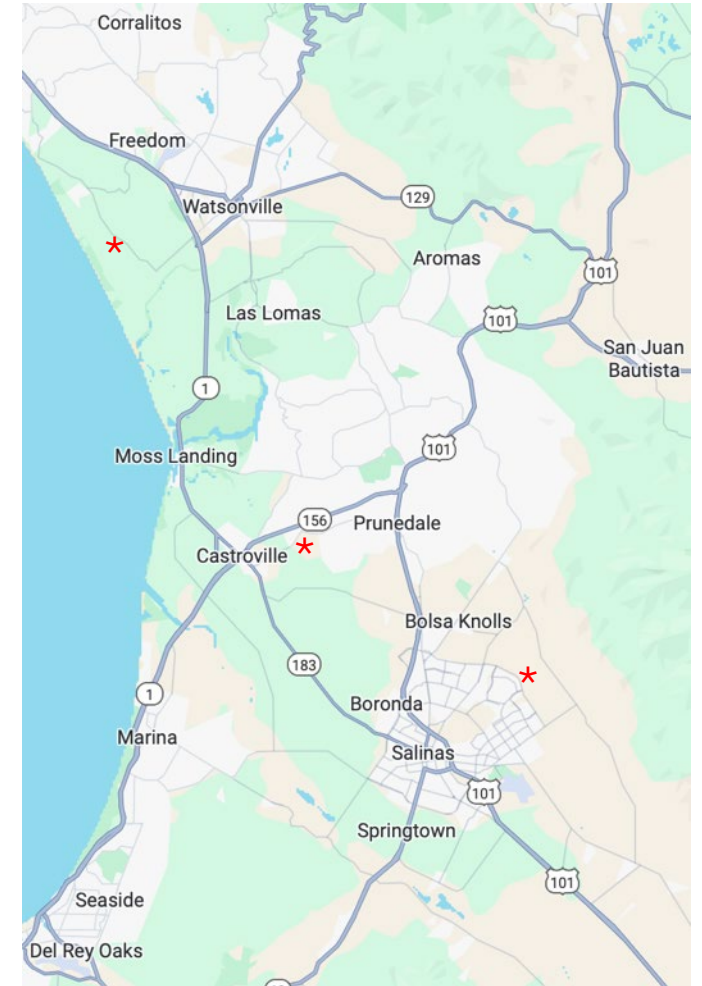 Corralitos
Freedom
Watsonville
129
*
Aromas
101
Las Lomas
101
San Juan
Bautista
1
101
Moss Landing
156
Prunedale
*
Castroville
Bolsa Knolls
183
*
1
Boronda
Marina
Salinas
101
Springtown
101
Seaside
Del Rey Oaks